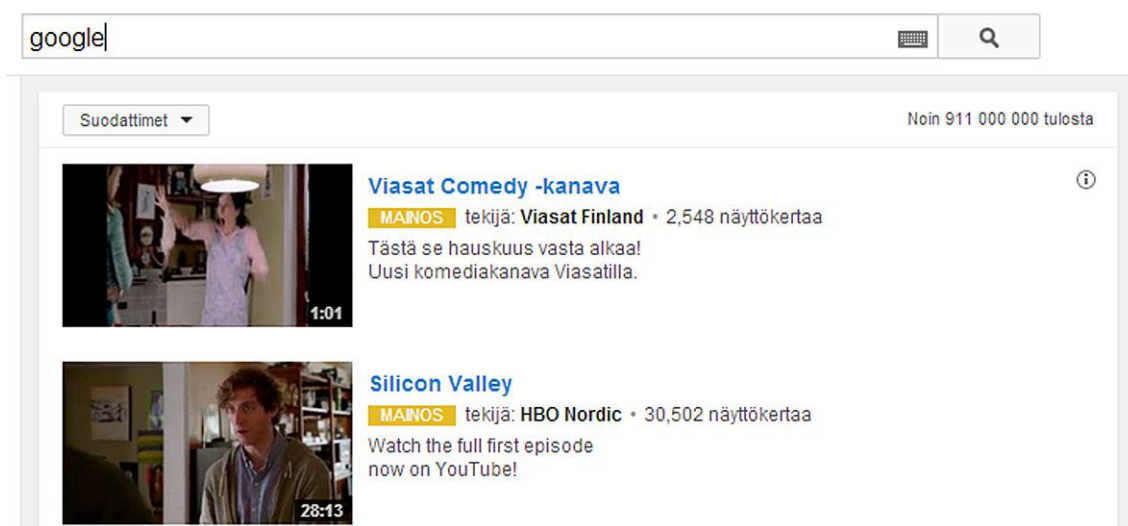 google
Suodattimet
Noin 911 000 000 tulosta
Viasat Comedy -kanava
MAINOS tekijä: Viasat Finland • 2,548 näyttökertaa
Tästä se hauskuus vasta alkaa!
Uusi komediakanava Viasatilla.
1:01
Silicon Valley
MAINOS tekijä: HBO Nordic • 30,502 näyttökertaa
Watch the full first episode
now on YouTube!
28:13